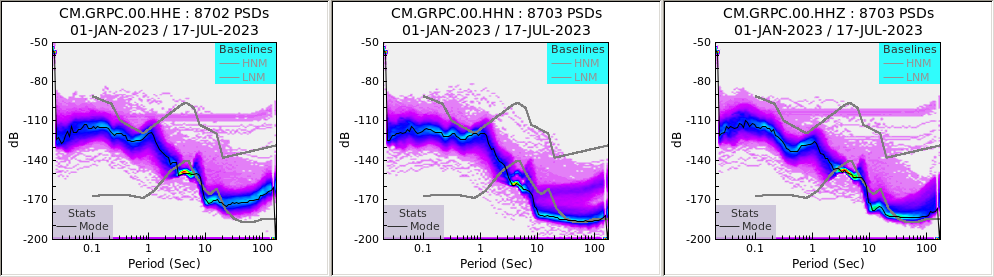 CM.GRPC.00.HHE : 8702 PSDs
01-JAN-2023 / 17-JUL-2023
-50
-80
-110
-140
-170
-200
dB
Baselines
HNM
LNM
Stats
Mode
0.1 1 10 100
Period (Sec)
CM.GRPC.00.HHN : 8703 PSDs
01-JAN-2023 / 17-JUL-2023
-50
-80
-110
-140
-170
-200
dB
Baselines
HNM
LNM
Stats
Mode
0.1 1 10 100
Period (Sec)
CM.GRPC.00.HHZ : 8703 PSDs
01-JAN-2023 / 17-JUL-2023
-50
-80
-110
-140
-170
-200
dB
Baselines
HNM
LNM
Stats
Mode
0.1 1 10 100
Period (Sec)